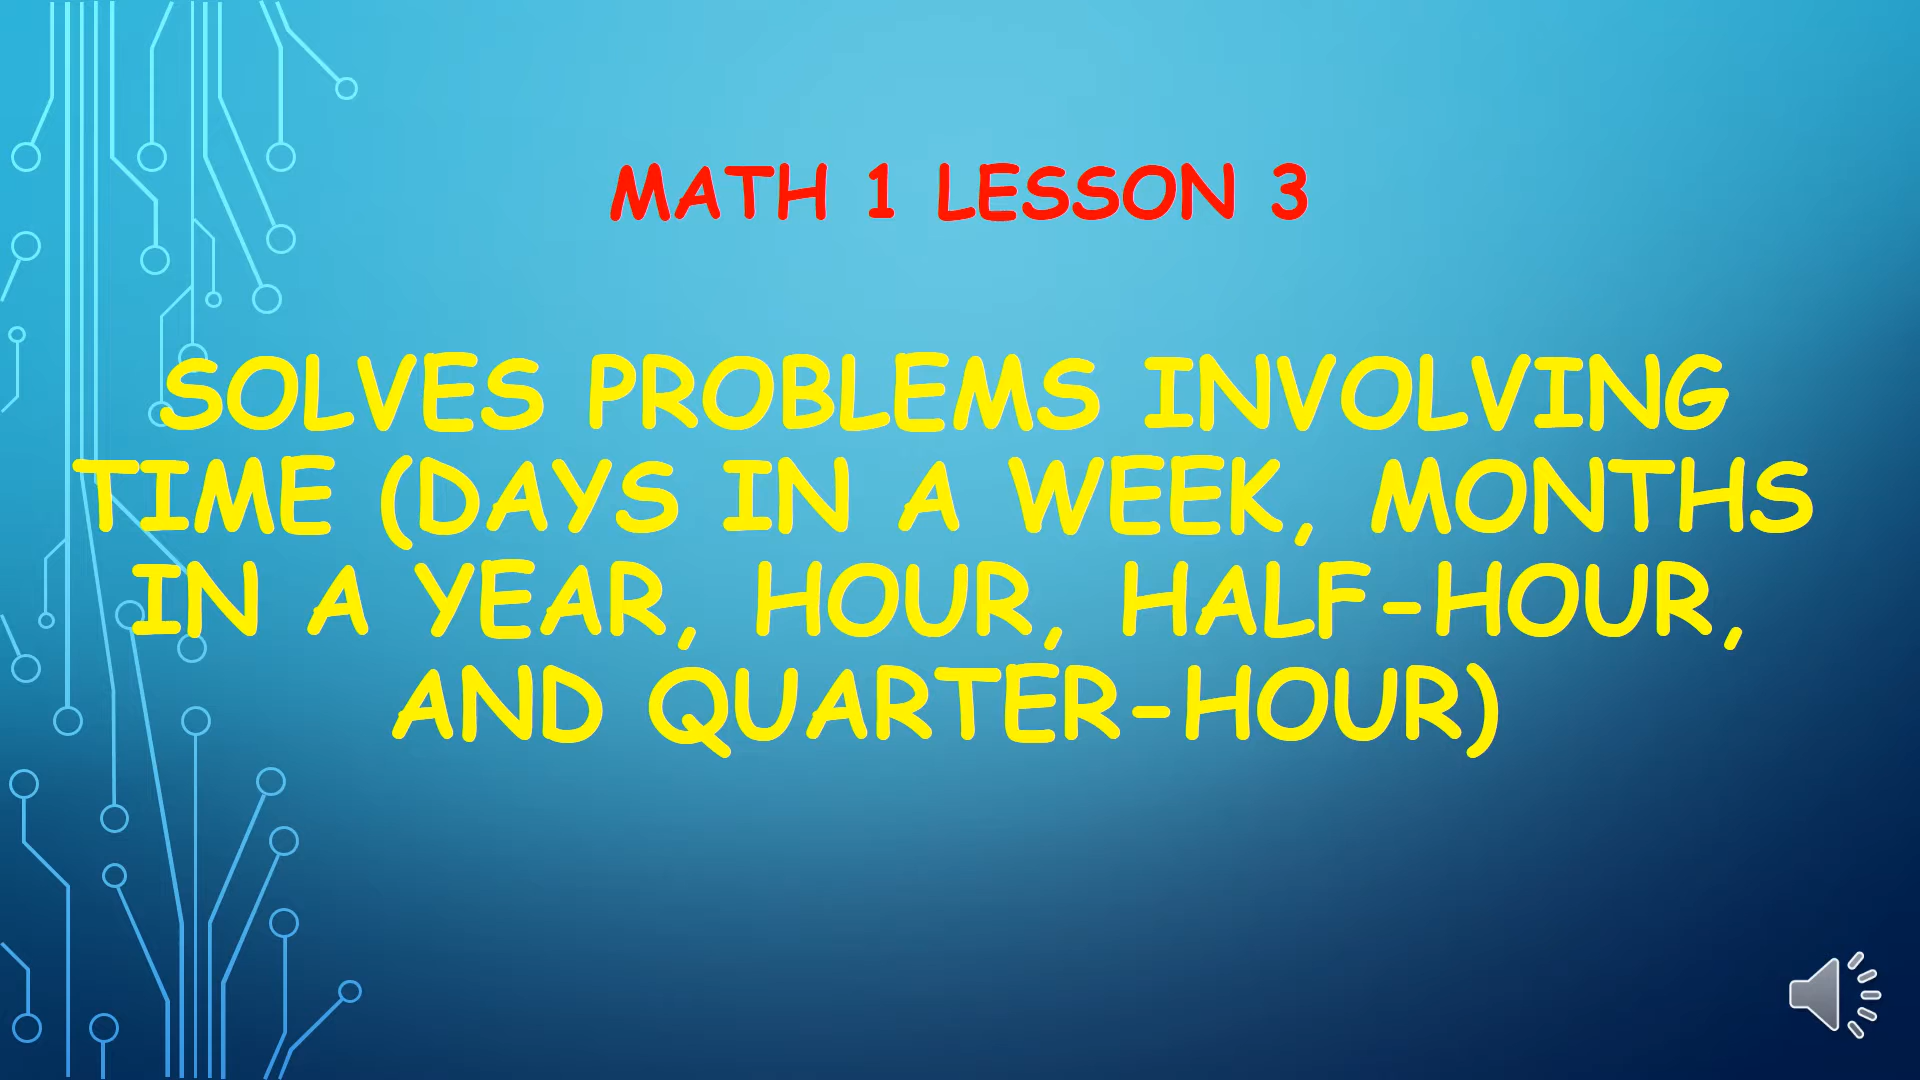 MATH 1 LESSON 3
SOLVES PROBLEMS INVOLVING
TIME (DAYS IN A WEEK, MONTHS
IN A YEAR, HOUR, HALF-HOUR,
AND QUARTER-HOUR)